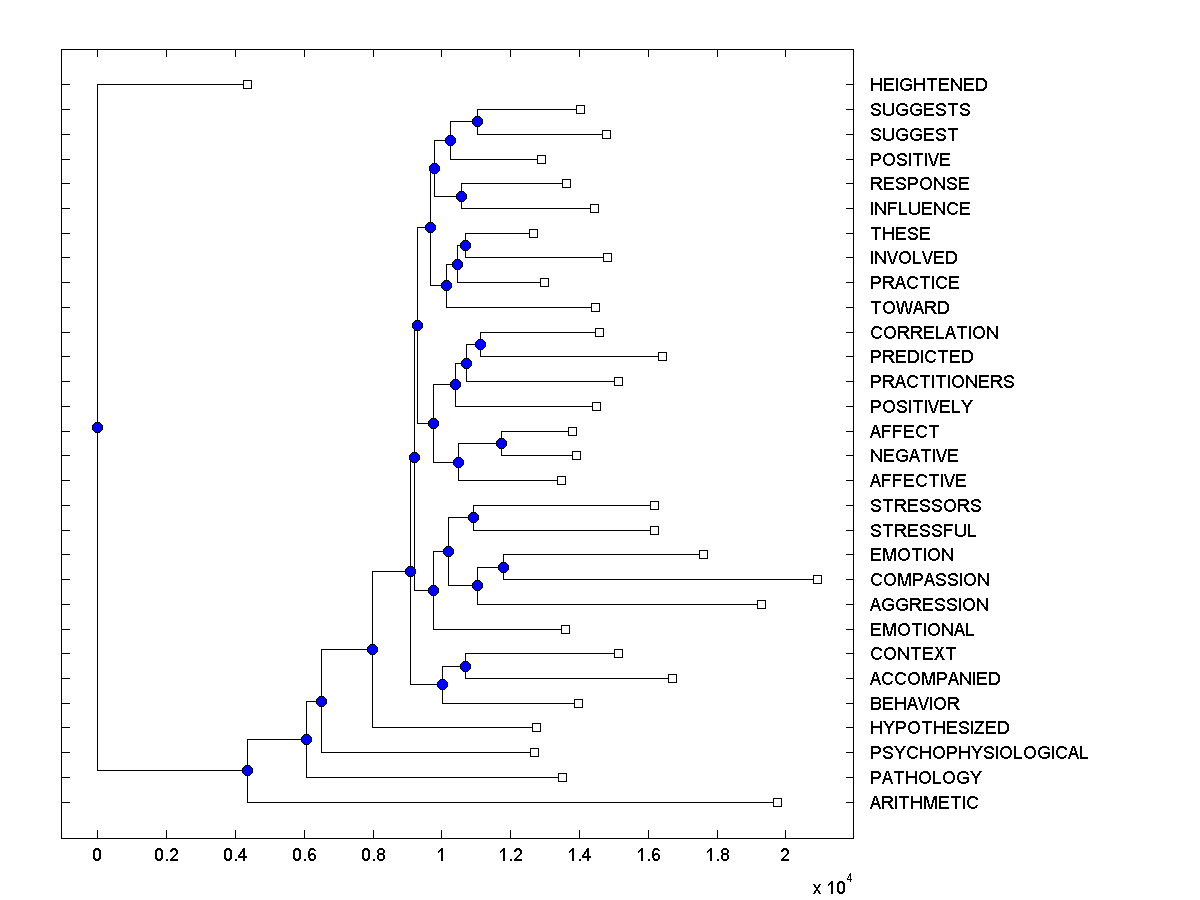 HEIGHTENED
SUGGESTS
SUGGEST
POSITIVE
RESPONSE
INFLUENCE
THESE
INVOLVED
PRACTICE
TOWARD
CORRELATION
PREDICTED
PRACTITIONERS
POSITIVELY
AFFECT
NEGATIVE
AFFECTIVE
STRESSORS
STRESSFUL
EMOTION
COMPASSION
AGGRESSION
EMOTIONAL
CONTEXT
ACCOMPANIED
BEHAVIOR
HYPOTHESIZED
PSYCHOPHYSIOLOGICAL
PATHOLOGY
ARITHMETIC
0 0.2 0.4 0.6 0.8 1 1.2 1.4 1.6 1.8 2
x 10^4